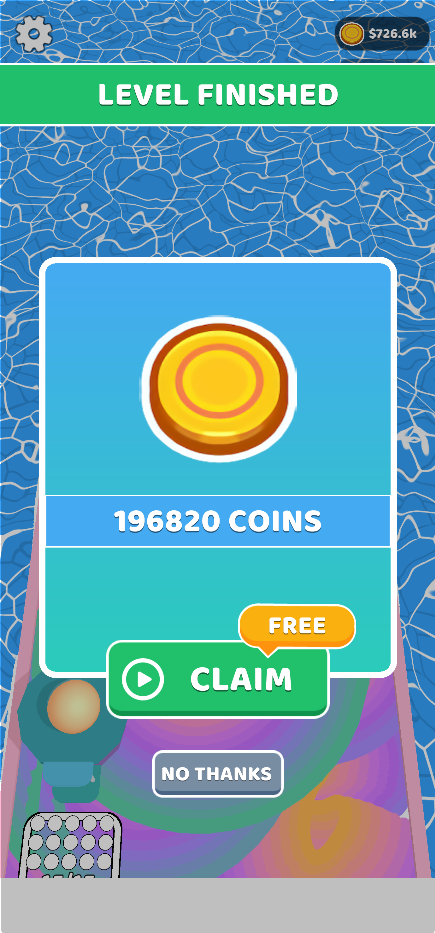 $726.6k
LEVEL FINISHED
196820 COINS
FREE
CLAIM
NO THANKS